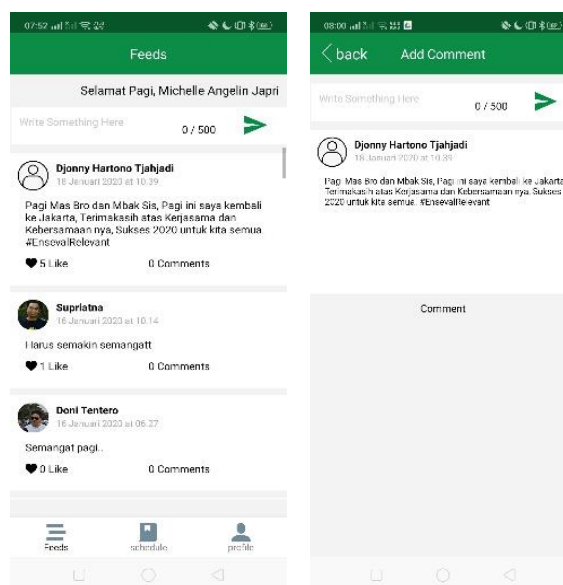 07:52
Feeds
Selamat Pagi, Michelle Angelin Japri
Write Something Here
0 / 500
Djonny Hartono Tjahjadi
16 Januari 2020 at 10.39
Pagi Mas Bro dan Mbak Sis, Pagi ini saya kembali
ke Jakarta, Terimakasih atas Kerjasama dan
Kebersamaan nya, Sukses 2020 untuk kita semua
#EnsevalRelevant
5 Like 0 Comments
Supriatna
16 Januari 2020 at 10.14
Harus semakin semangatt
1 Like 0 Comments
Doni Tentero
16 Januari 2020 at 06.27
Semangat pagi..
0 Like 0 Comments
Feeds schedule profile
08:00
back Add Comment
Write Something Here
0 / 500
Djonny Hartono Tjahjadi
Januari 2020 at 10.39
Pagi Mas Bro dan Mbak Sis, Pagi ini saya kembali ke Jakarta
Terimakasih atas Kerjasama dan Kebersamaan nya, Sukses
2020 untuk kita semua. #EnsevalRelevant
Comment